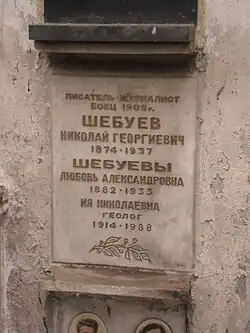 ПИСАТЕЛЬ-ЖУРНАЛИСТ
БОЕЦ 1905г.
ШЕБУЕВ
НИКОЛАЙ ГЕОРГИЕВИЧ
1874-1937
ШЕБУЕВЫ
ЛЮБОВЬ АЛЕКСАНДРОВНА
1882-1933
ИЯ НИКОЛАЕВНА
ГЕОЛОГ
1914-1988